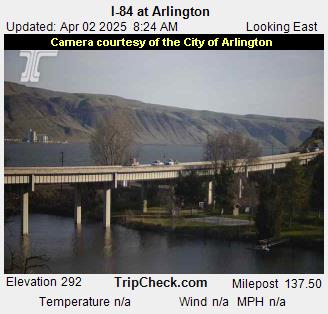 I-84 at Arlington
Updated: Apr 02 2025 8:24 AM Looking East
Camera courtesy of the City of Arlington
Elevation 292 TripCheck.com Milepost 137.50
Temperature n/a Wind n/a MPH n/a